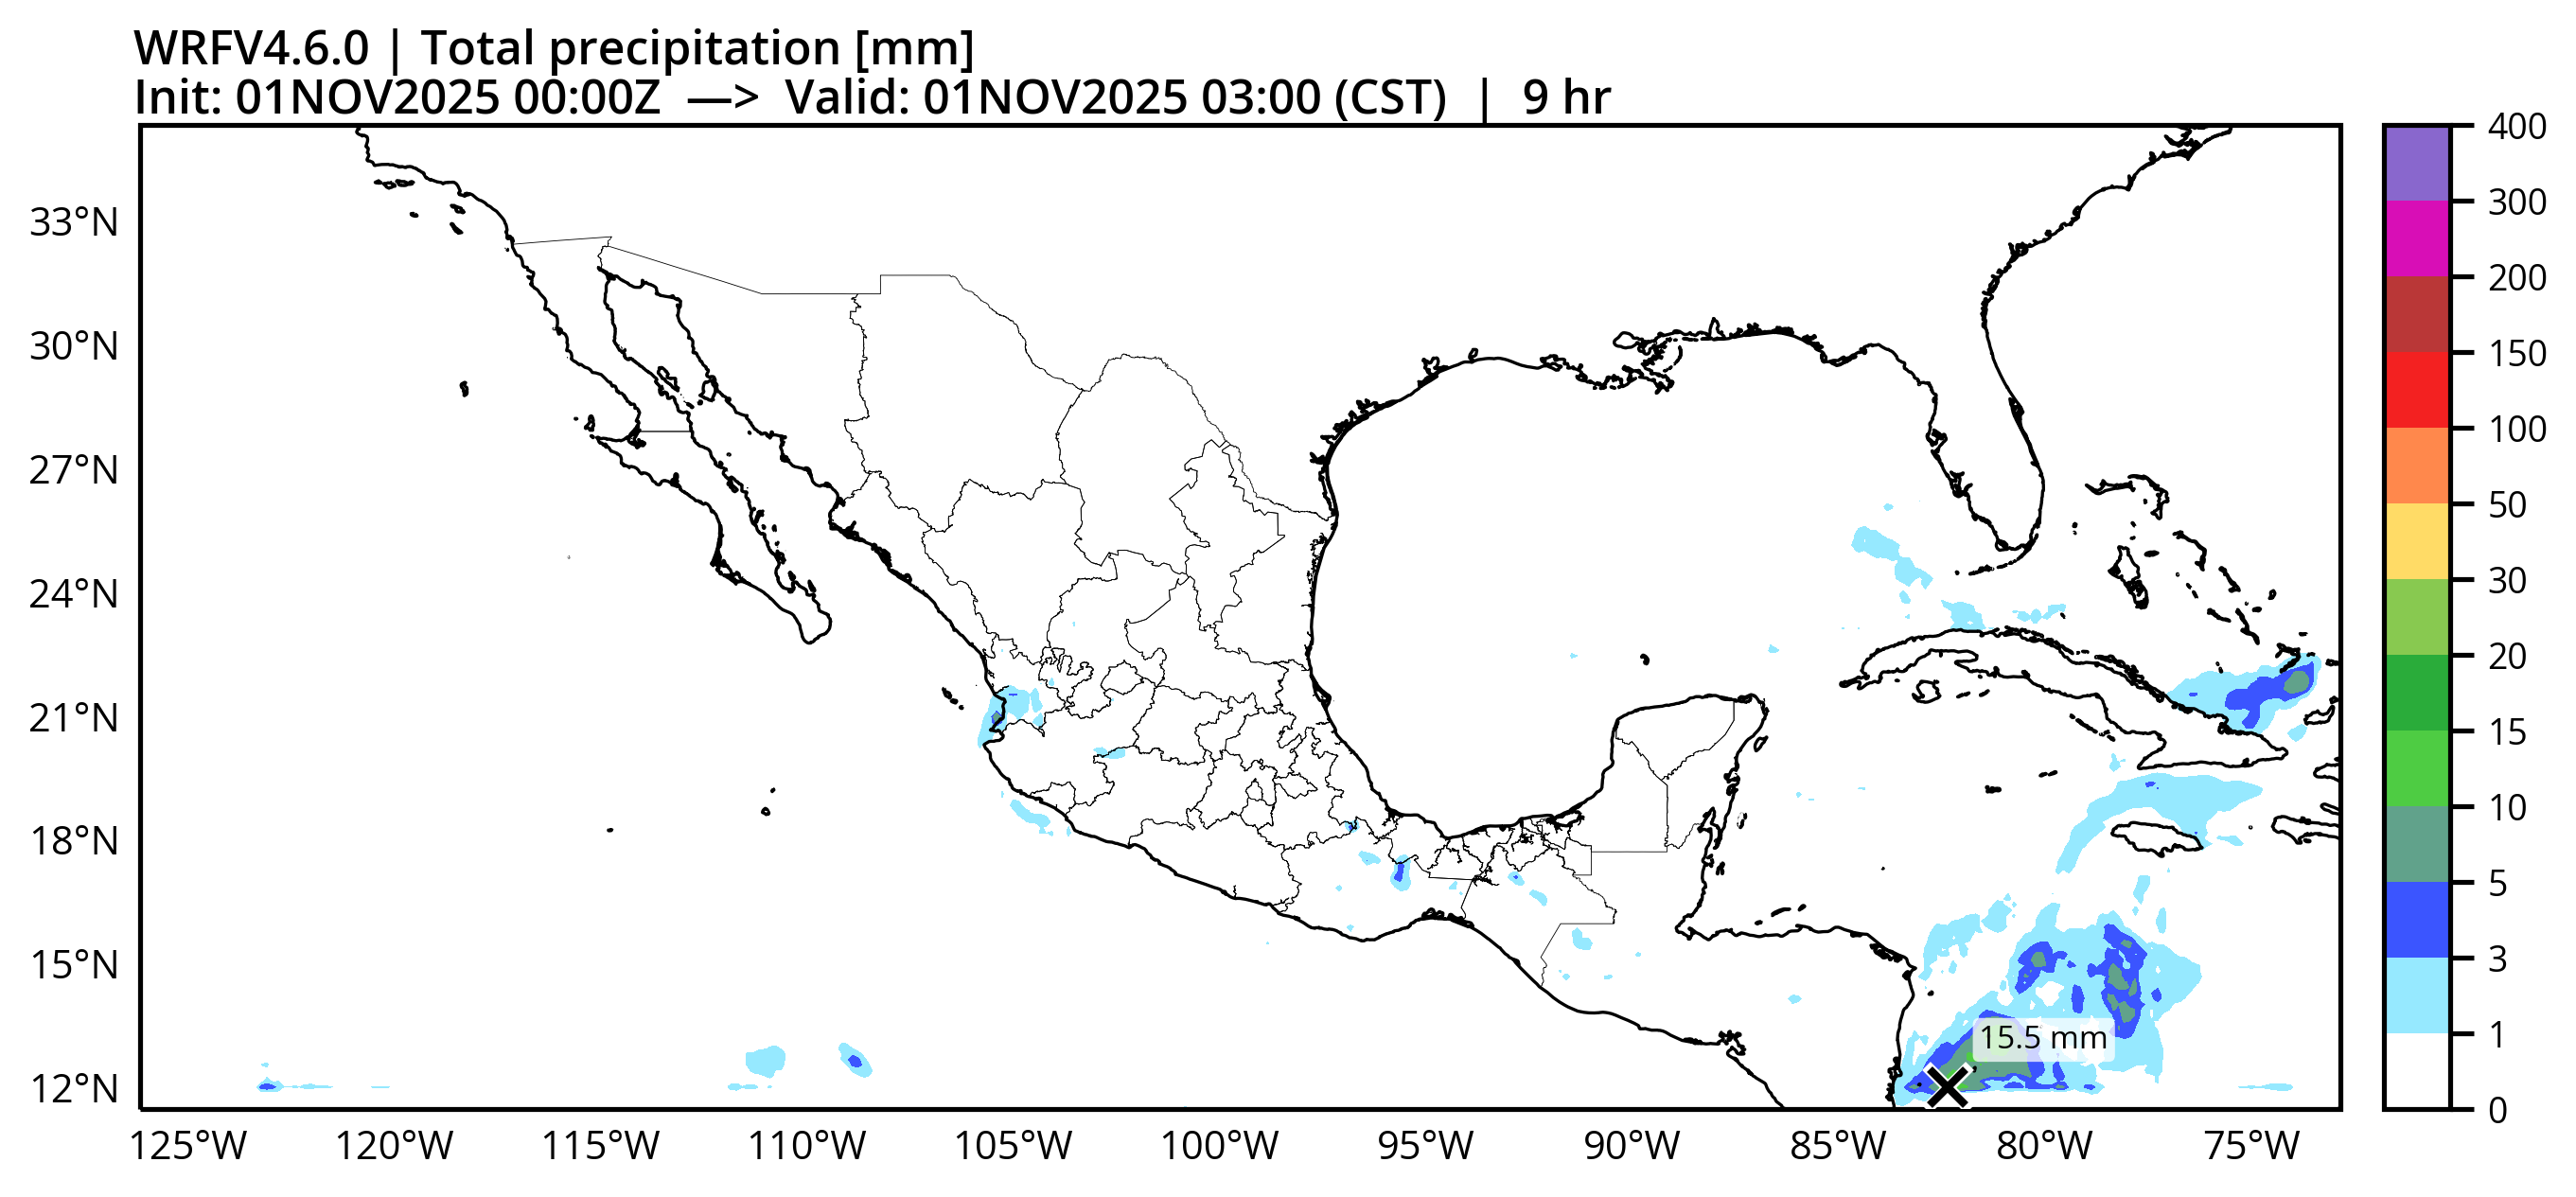 WRFV4.6.0 | Total precipitation [mm]
Init: 01NOV2025 00:00Z —> Valid: 01NOV2025 03:00 (CST) | 9 hr
33°N
30°N
27°N
24°N
21°N
18°N
15°N
12°N
125°W 120°W 115°W 110°W 105°W 100°W 95°W 90°W 85°W 80°W 75°W
15.5 mm
400
300
200
150
100
50
30
20
15
10
5
3
1
0